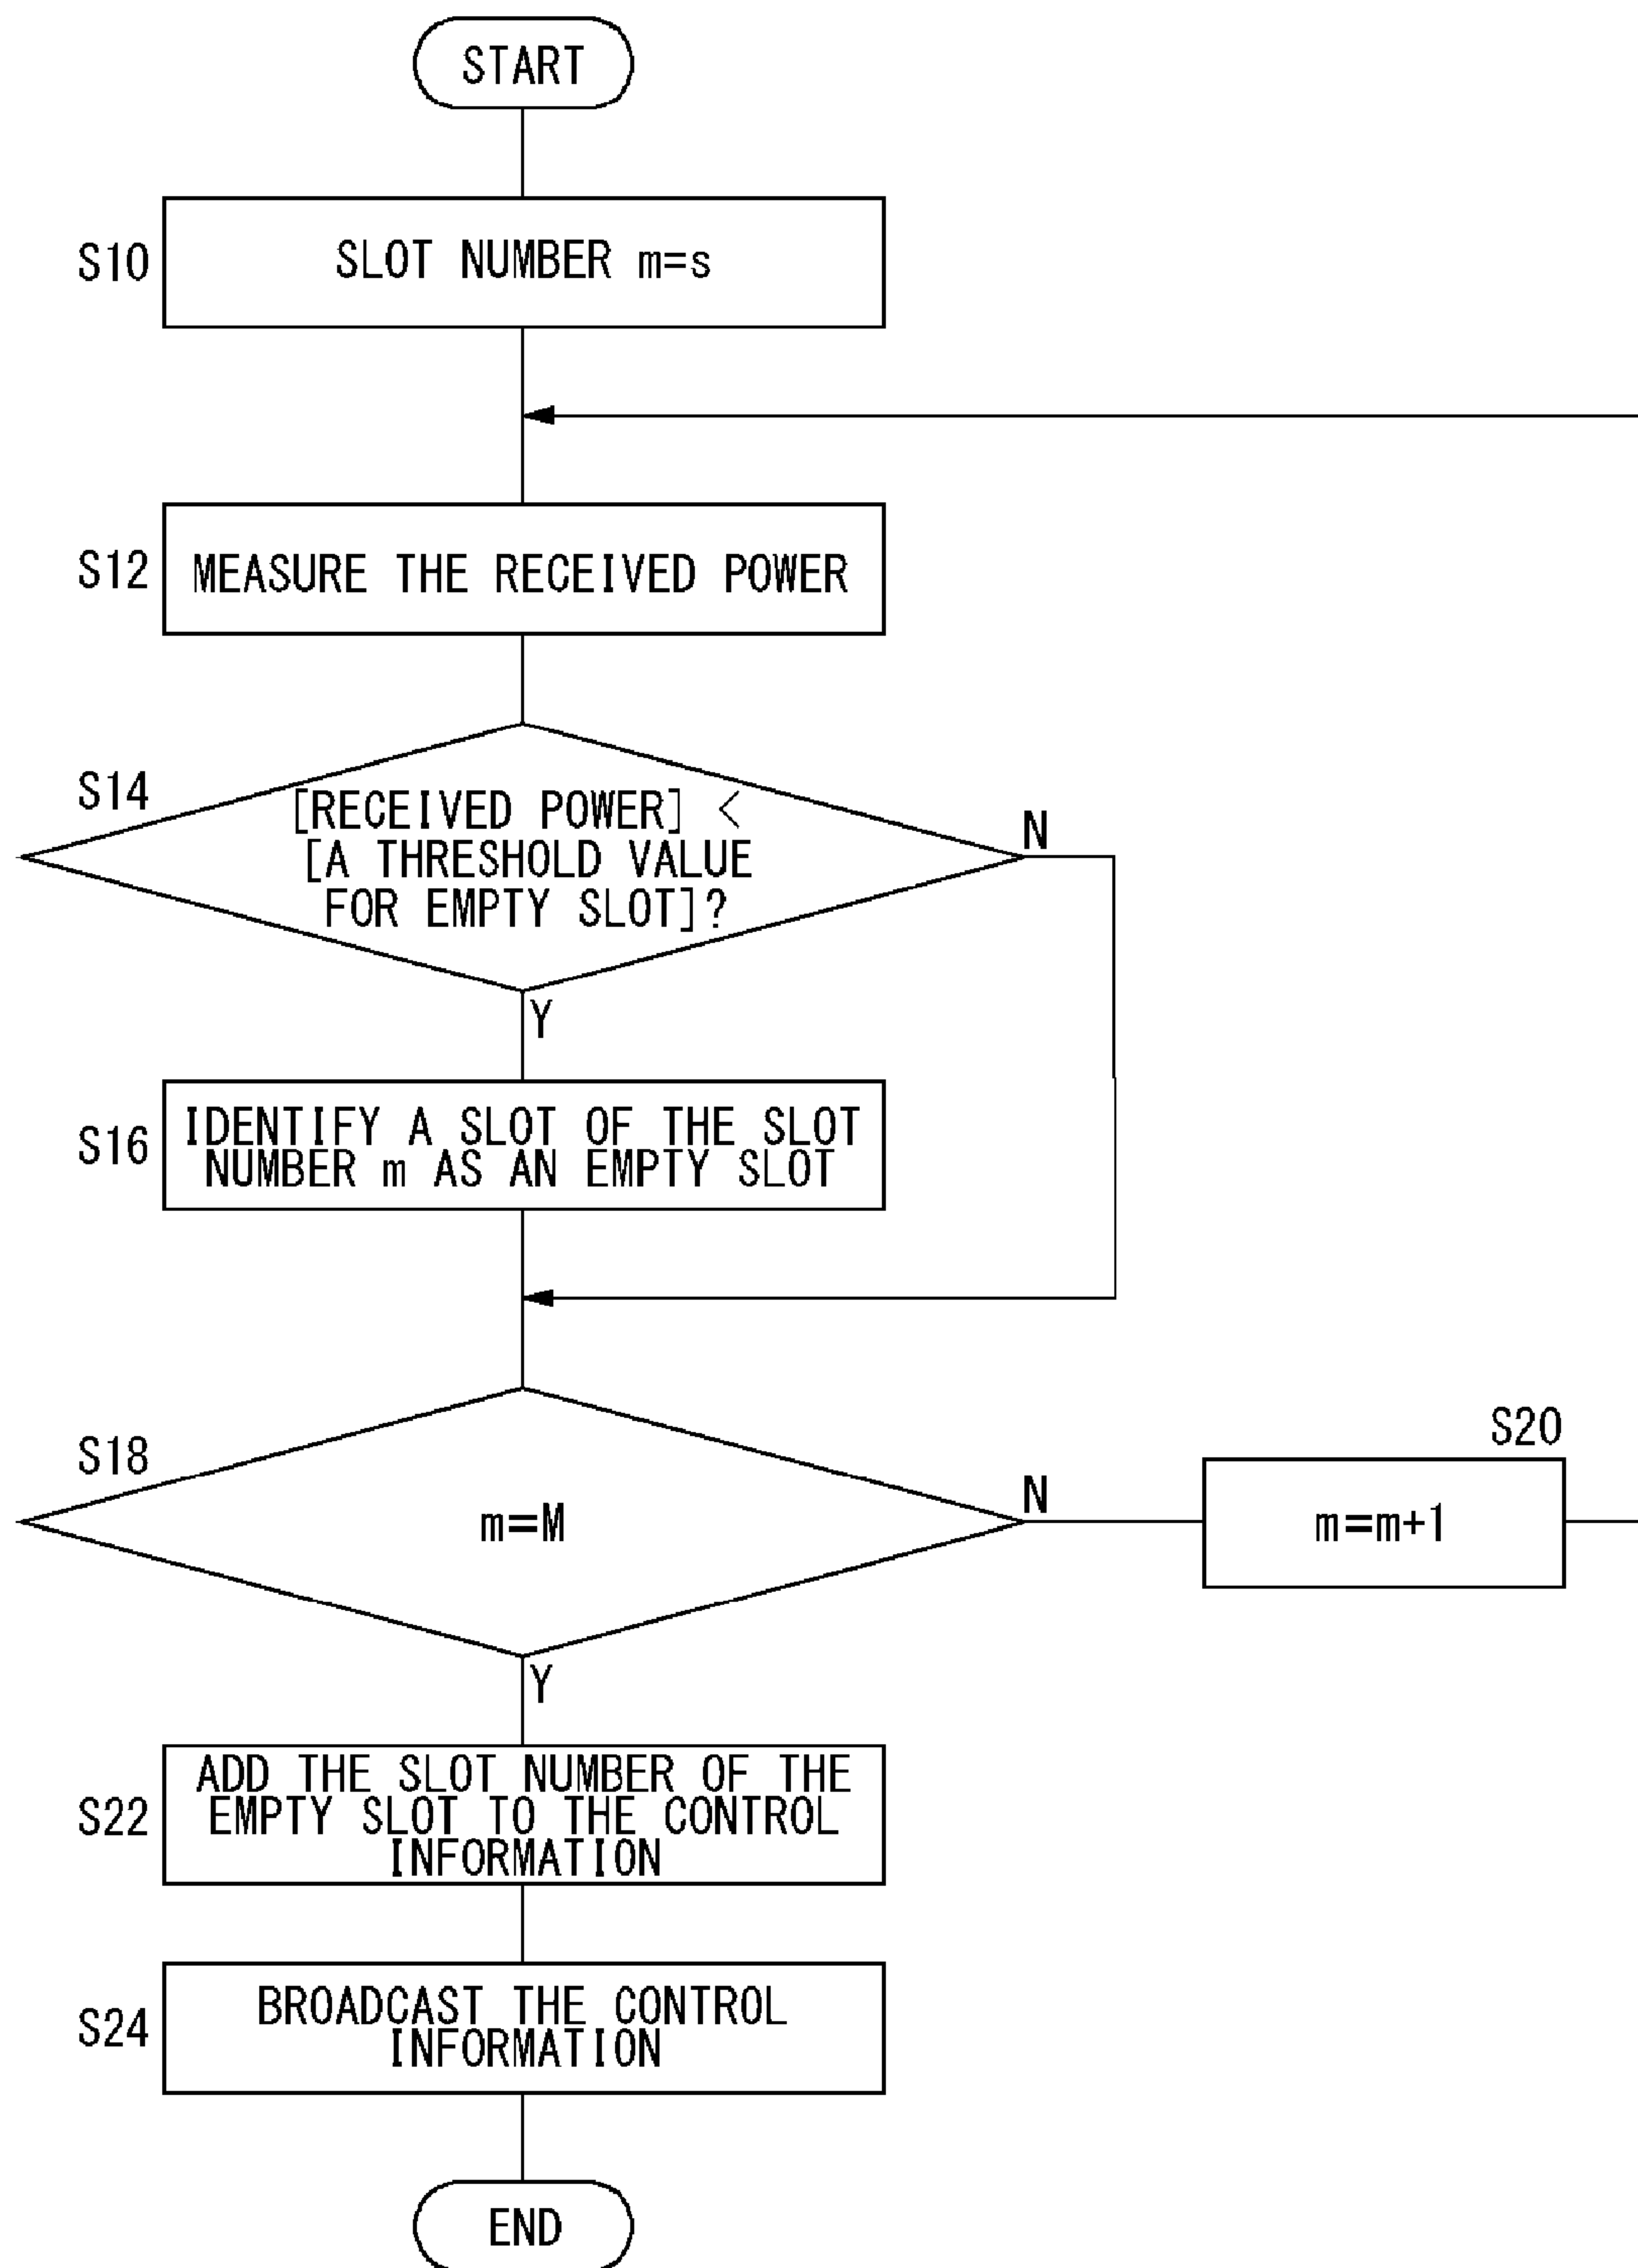 START
S10
SLOT NUMBER m=s
S12
MEASURE THE RECEIVED POWER
S14
[RECEIVED POWER] <
[A THRESHOLD VALUE
FOR EMPTY SLOT]?
N
Y
S16
IDENTIFY A SLOT OF THE SLOT
NUMBER m AS AN EMPTY SLOT
S18
m=M
N
S20
m=m+1
Y
S22
ADD THE SLOT NUMBER OF THE
EMPTY SLOT TO THE CONTROL
INFORMATION
S24
BROADCAST THE CONTROL
INFORMATION
END